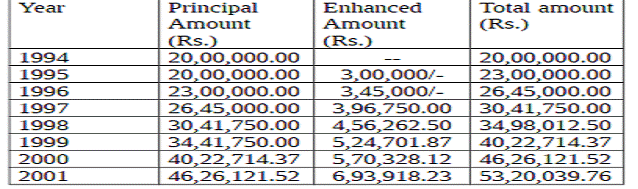 Year Principal Amount (Rs.) Enhanced Amount (Rs.) Total amount (Rs.)
1994 20,00,000.00 -- 20,00,000.00
1995 20,00,000.00 3,00,000/- 23,00,000.00
1996 23,00,000.00 3,45,000/- 26,45,000.00
1997 26,45,000.00 3,96,750.00 30,41,750.00
1998 30,41,750.00 4,56,262.50 34,98,012.50
1999 34,41,750.00 5,24,701.87 40,22,714.37
2000 40,22,714.37 5,70,328.12 46,26,121.52
2001 46,26,121.52 6,93,918.23 53,20,039.76